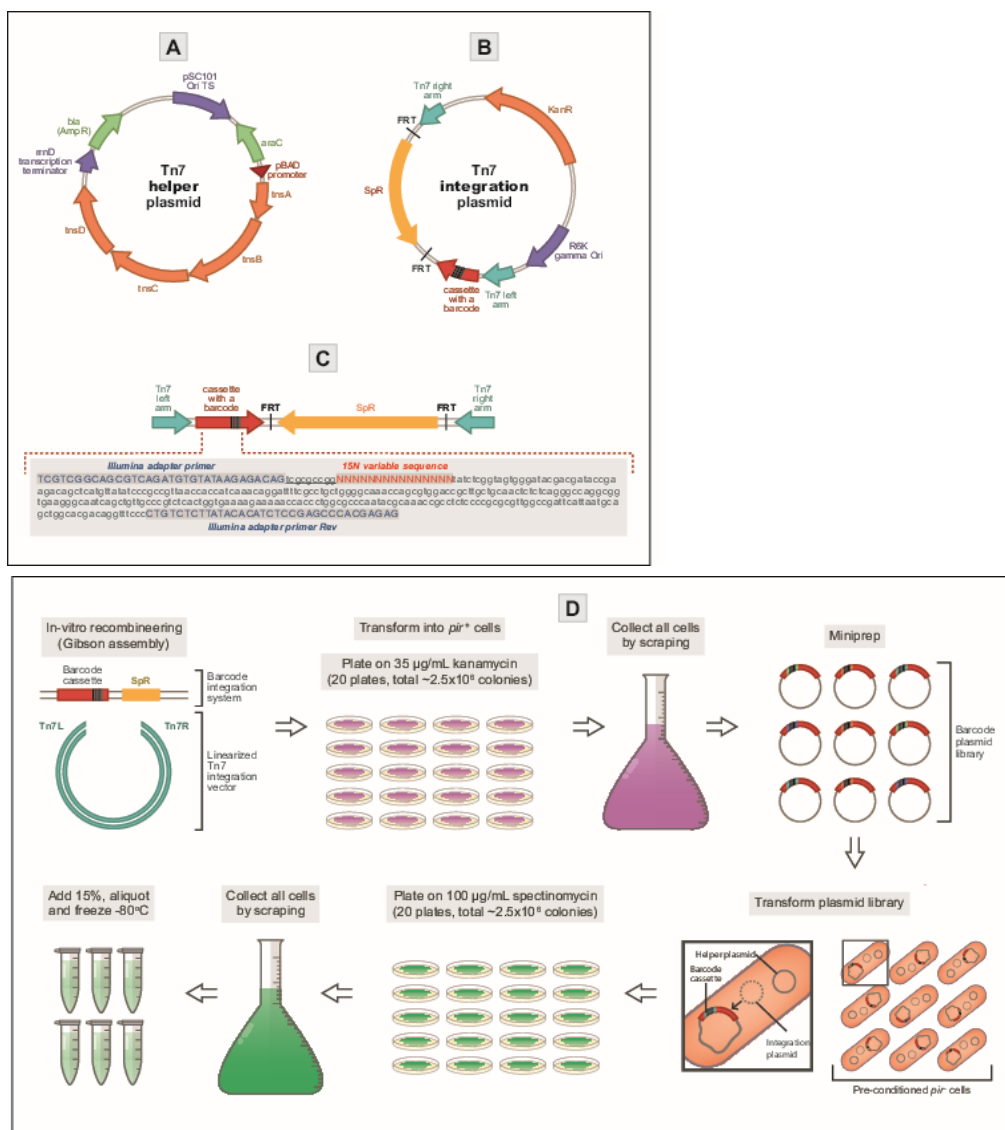 A
pSC101
Ori TS
bla
(AmpR)
araC
rrnD
transcription
terminator
pBAD
promoter
tnsA
tnsD
tnsB
tnsC
Tn7
helper
plasmid
B
Tn7 right
arm
KanR
FRT
SpR
Tn7
integration
plasmid
R6K
gamma Ori
FRT
cassette
with a
barcode
Tn7 left
arm
C
Tn7
left
arm
cassette
with a
barcode
FRT
SpR
FRT
Tn7
right
arm
Illumina adapter primer
15N variable sequence
TCGTCGGCAGCGTCAGATGTGTATAAGAGACAGtcgcgccggNNNNNNNNNNNNNNNtatctcggtagtgggatacgacgataccga
agacagctcatgttatatcccgccgttaaccaccatcaaacaggattttcgcctgctggggcaaaccagcgtggaccgcttgctgcaactctctcagggccaggcgg
tgaagggcaatcagctgttgcccgtctcactggtgaaaagaaaaaccaccctggcgcccaatacgcaaaccgcctctccccgcgcgttggccgattcattaatgca
gctggcacgacaggtttcccCTGTCTCTTATACACATCTCCGAGCCCACGAGAG
Illumina adapter primer Rev
D
In-vitro recombineering
(Gibson assembly)
Barcode
cassette
SpR
Barcode
integration
system
Tn7L
Tn7R
Linearized
Tn7
integration
vector
Transform into pir⁺ cells
Plate on 35 µg/mL kanamycin
(20 plates, total ~2.5x10⁶ colonies)
Collect all cells
by scraping
Miniprep
Barcode
plasmid
library
Add 15%, aliquot
and freeze -80°C
Collect all cells
by scraping
Plate on 100 µg/mL spectinomycin
(20 plates, total ~2.5x10⁶ colonies)
Transform plasmid library
Helper plasmid
Barcode
cassette
Integration
plasmid
Pre-conditioned pir⁻ cells